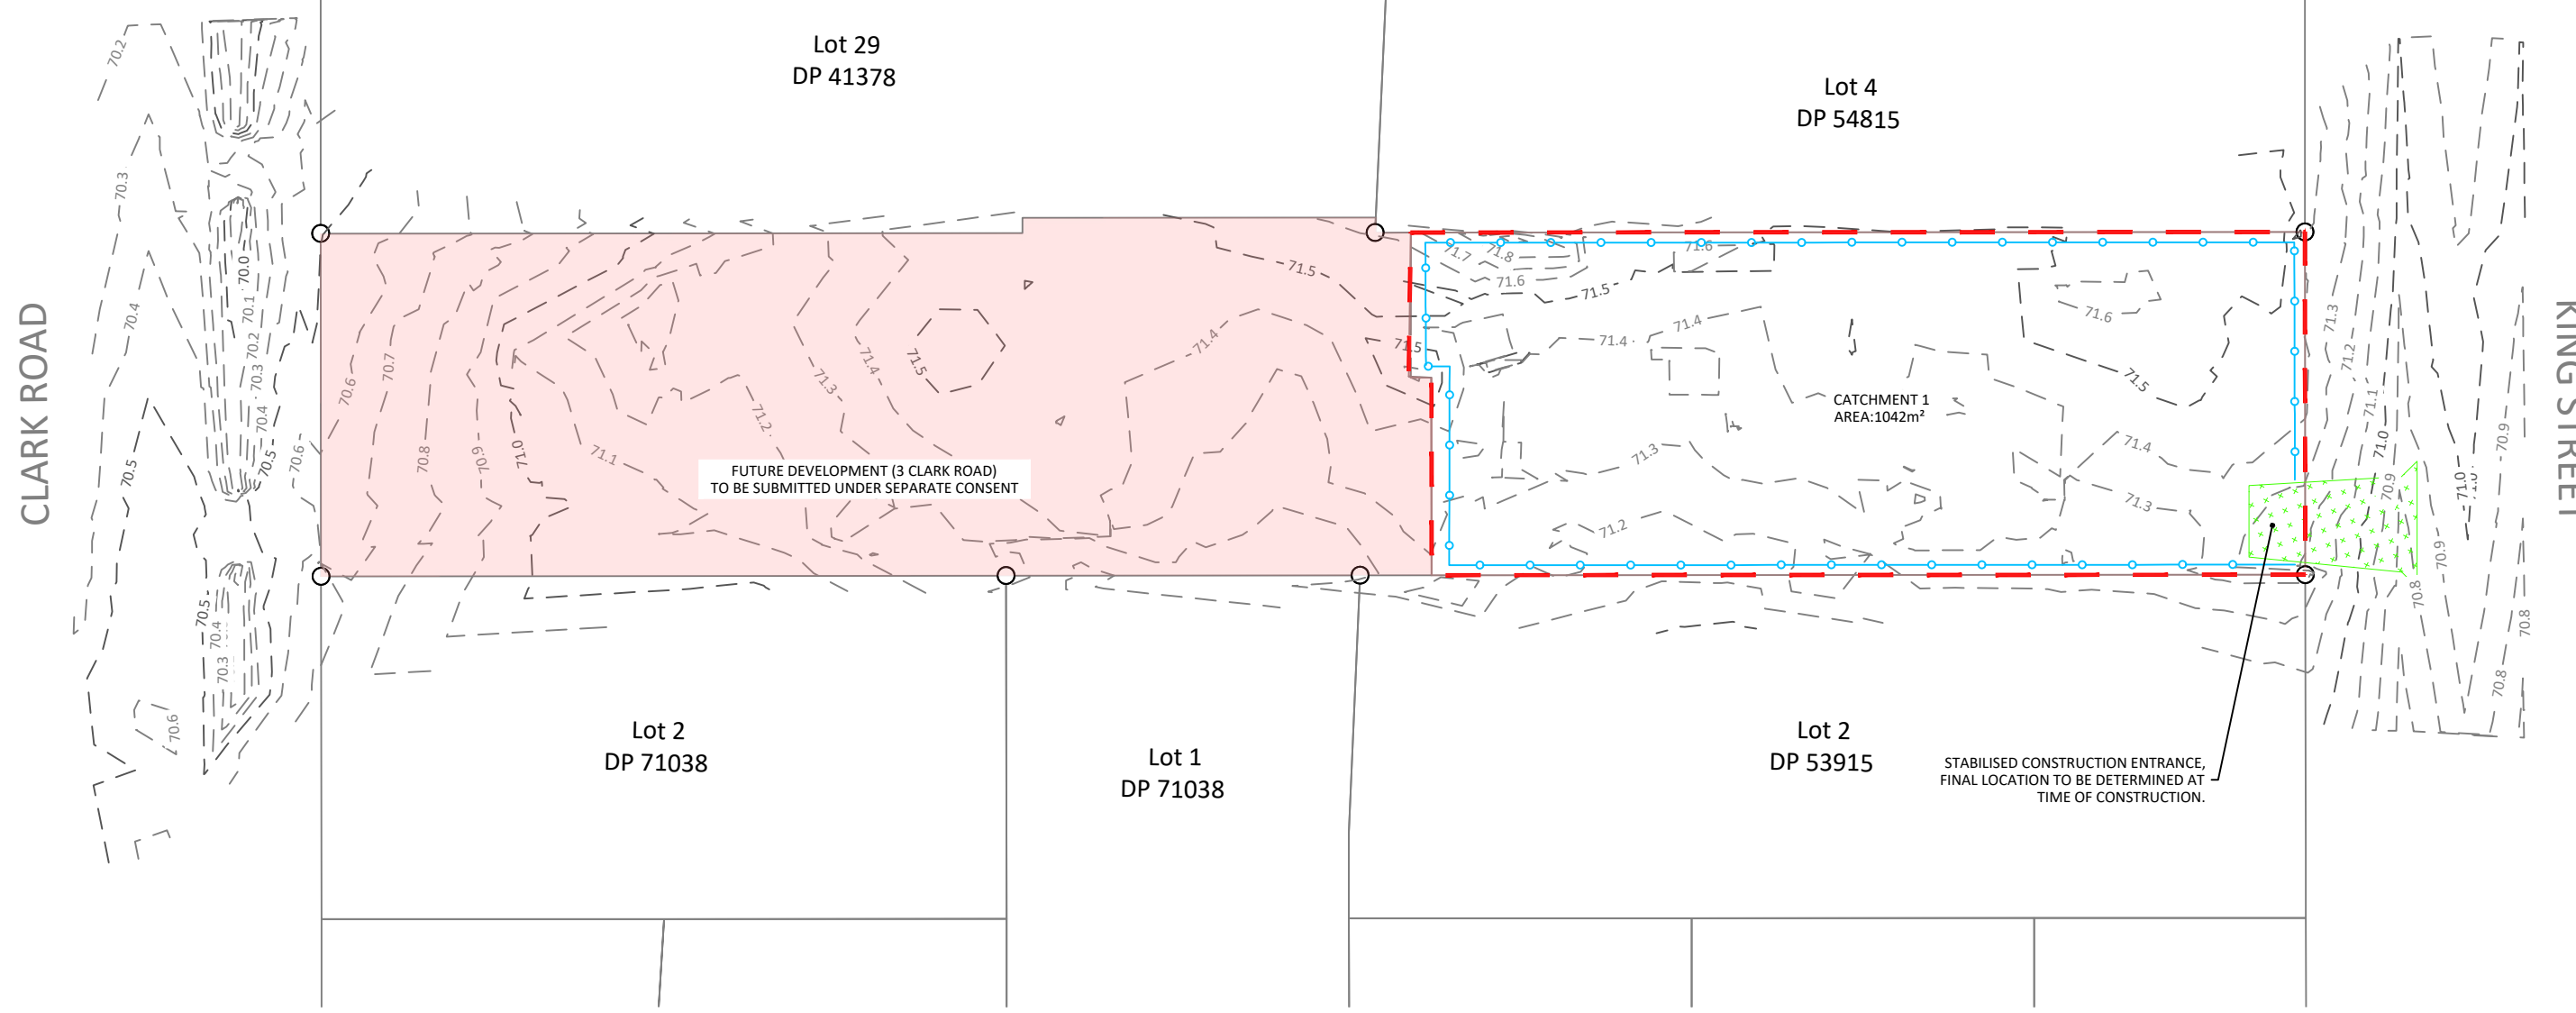 Lot 29
DP 41378
Lot 4
DP 54815
CLARK ROAD
KING STREET
70.2
70.3
70.4
70.5
70.6
70.0
70.1
70.2
70.3
70.4
70.5
70.6
70.5
70.4
70.3
70.6
70.7
70.8
70.9
71.0
71.1
71.2
71.3
71.4
71.5
71.4
71.5
71.5
71.7
71.8
71.6
71.6
71.5
71.4
71.4
71.3
71.2
71.6
71.5
71.4
71.3
71.3
71.2
71.1
71.0
70.9
70.8
71.0
71.0
70.9
70.9
70.8
70.8
CATCHMENT 1
AREA:1042m²
FUTURE DEVELOPMENT (3 CLARK ROAD)
TO BE SUBMITTED UNDER SEPARATE CONSENT
Lot 2
DP 71038
Lot 1
DP 71038
Lot 2
DP 53915
STABILISED CONSTRUCTION ENTRANCE,
FINAL LOCATION TO BE DETERMINED AT
TIME OF CONSTRUCTION.